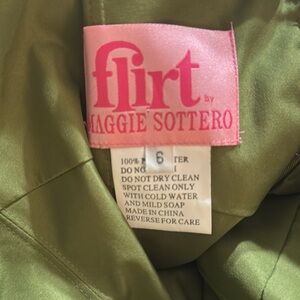 flirt
BY
MAGGIE SOTTERO
6
100%
DO
DO NOT DRY CLEAN
SPOT CLEAN ONLY
WITH COLD WATER
AND MILD SOAP
MADE IN CHINA
REVERSE FOR CARE